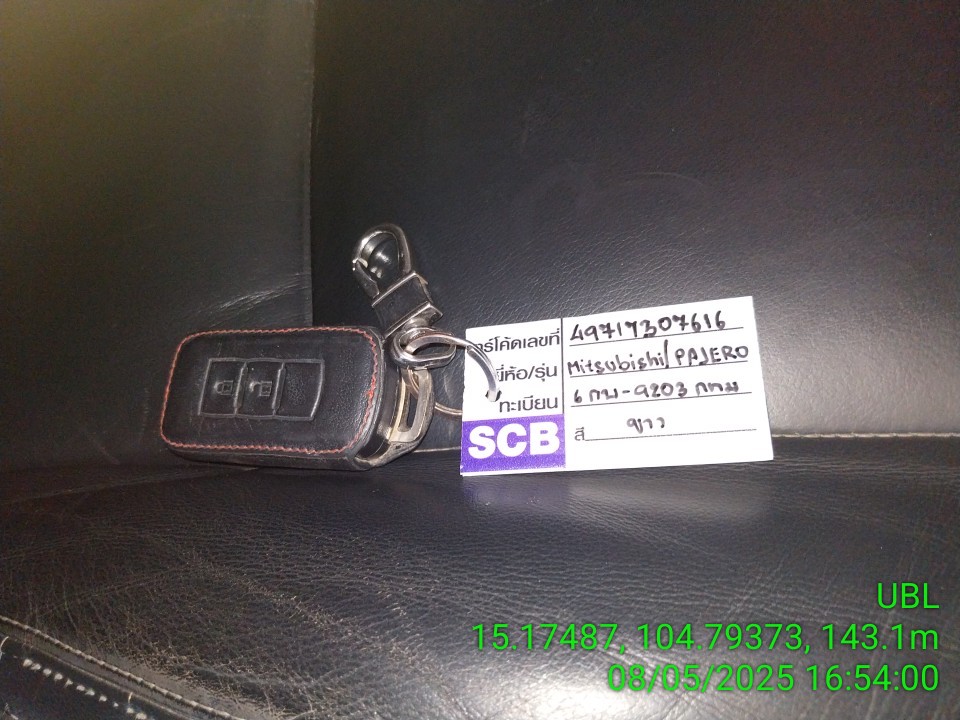 าร์โค้ดเลขที่ 49717307616
ยี่ห้อ/รุ่น Mitsubishi/PAJERO
ทะเบียน 6กข-9203 กทม
SCB
สี ขาว
UBL
15.17487, 104.79373, 143.1m
08/05/2025 16:54:00